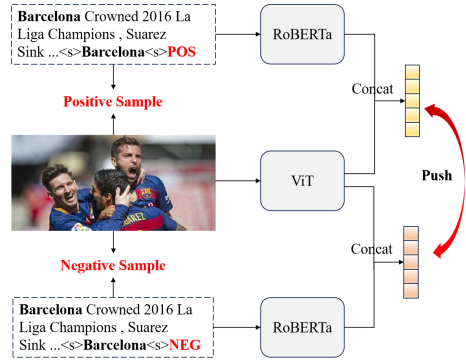 Barcelona Crowned 2016 La
Liga Champions , Suarez
Sink ...<s>Barcelona<s>POS
RoBERTa
Concat
Positive Sample
ViT
Push
Negative Sample
Concat
Barcelona Crowned 2016 La
Liga Champions , Suarez
Sink ...<s>Barcelona<s>NEG
RoBERTa